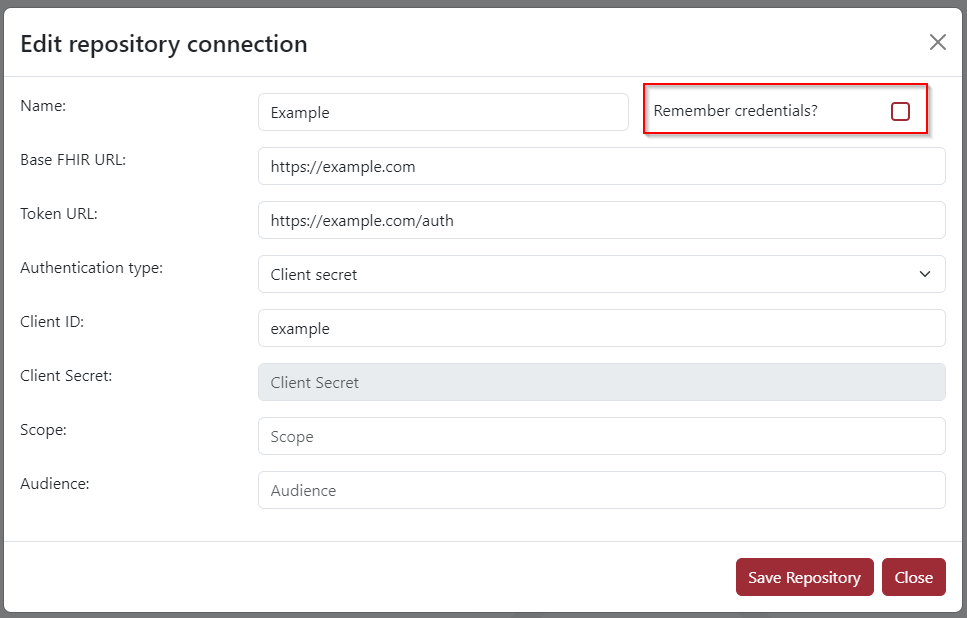 Edit repository connection
Name:
Example
Remember credentials?
Base FHIR URL:
https://example.com
Token URL:
https://example.com/auth
Authentication type:
Client secret
Client ID:
example
Client Secret:
Client Secret
Scope:
Scope
Audience:
Audience
Save Repository
Close